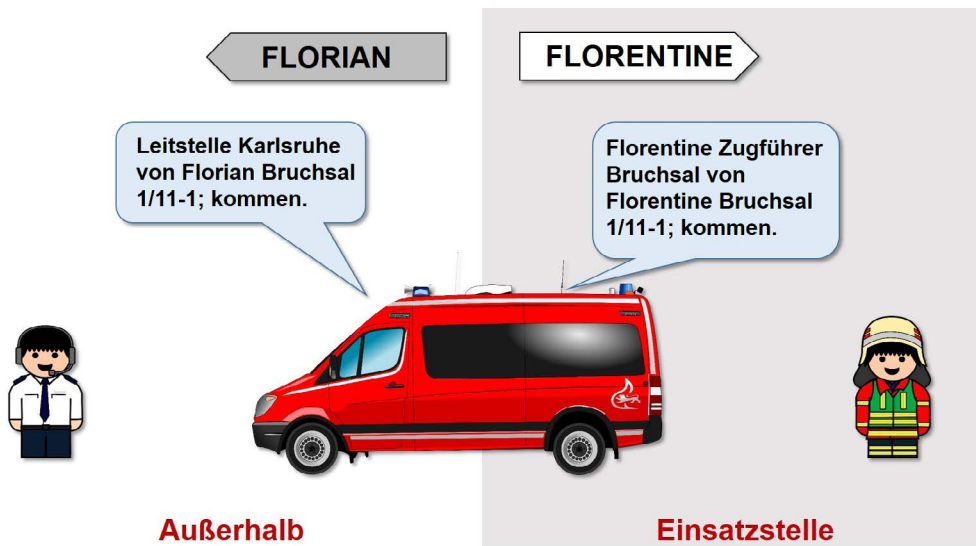 FLORIAN
FLORENTINE
Leitstelle Karlsruhe
von Florian Bruchsal
1/11-1; kommen.
Florentine Zugführer
Bruchsal von
Florentine Bruchsal
1/11-1; kommen.
Außerhalb
Einsatzstelle